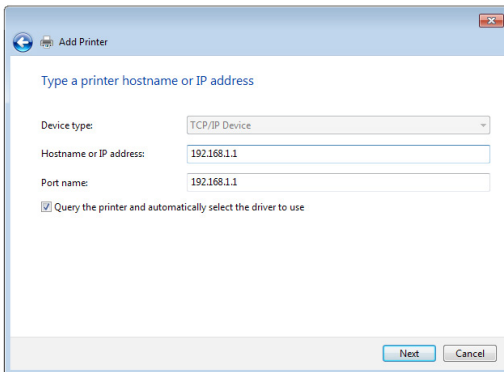 Add Printer
Type a printer hostname or IP address
Device type: TCP/IP Device
Hostname or IP address: 192.168.1.1
Port name: 192.168.1.1
Query the printer and automatically select the driver to use
Next Cancel